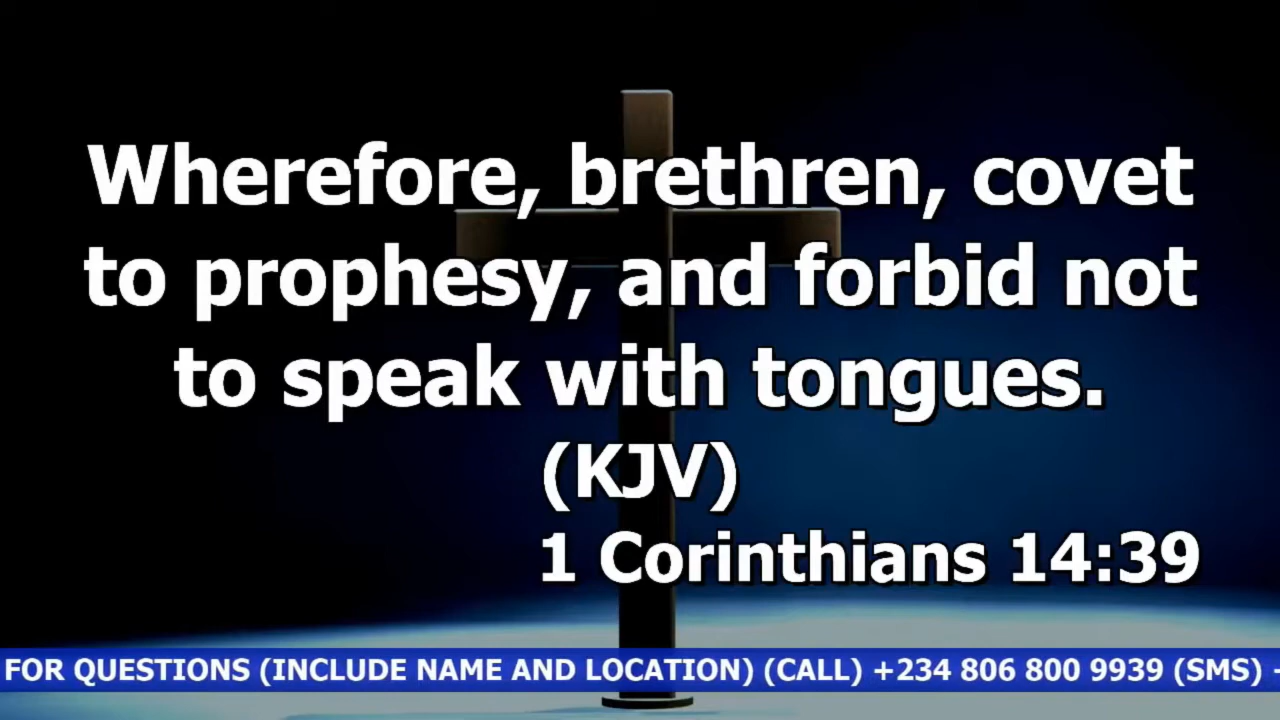 Wherefore, brethren, covet
to prophesy, and forbid not
to speak with tongues.
(KJV)
1 Corinthians 14:39
FOR QUESTIONS (INCLUDE NAME AND LOCATION) (CALL) +234 806 800 9939 (SMS)